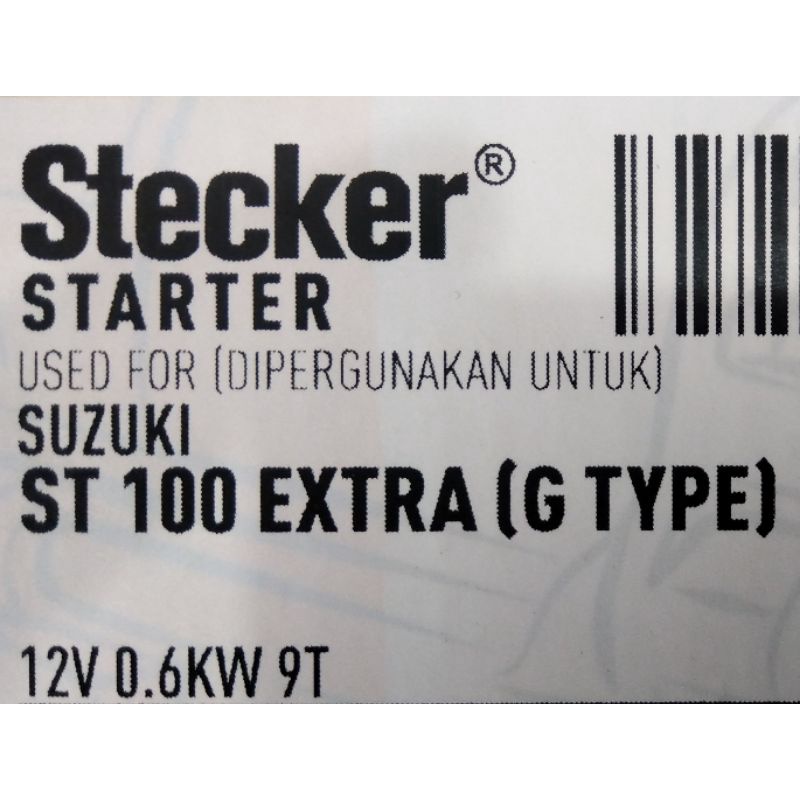 Stecker®
STARTER
USED FOR (DIPERGUNAKAN UNTUK)
SUZUKI
ST 100 EXTRA (G TYPE)
12V 0.6KW 9T